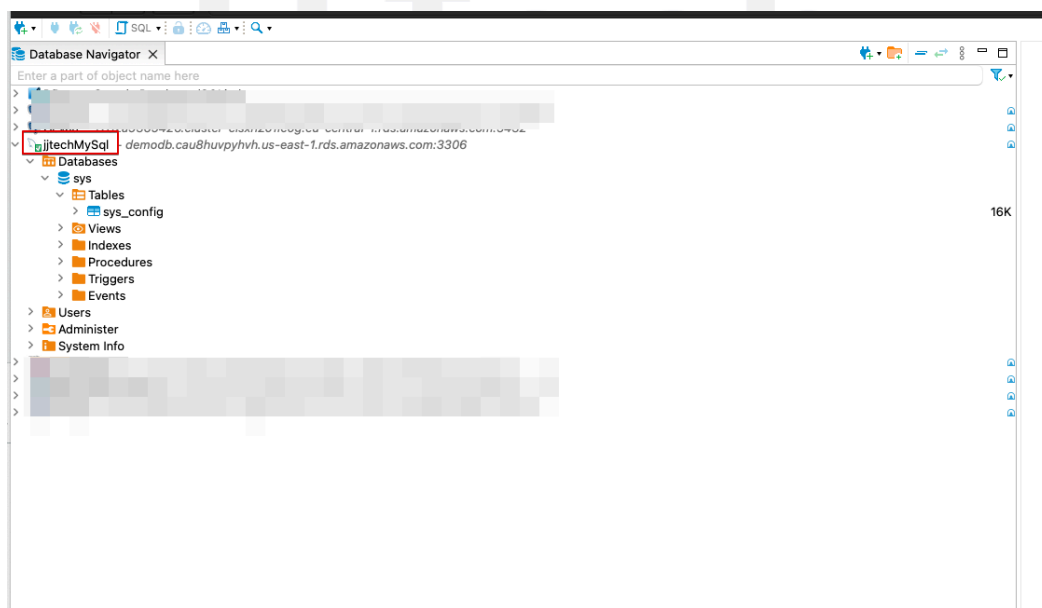 SQL
Database Navigator
Enter a part of object name here
jjtechMySql - demodb.cau8huvpyhvh.us-east-1.rds.amazonaws.com:3306
Databases
sys
Tables
sys_config 16K
Views
Indexes
Procedures
Triggers
Events
Users
Administer
System Info